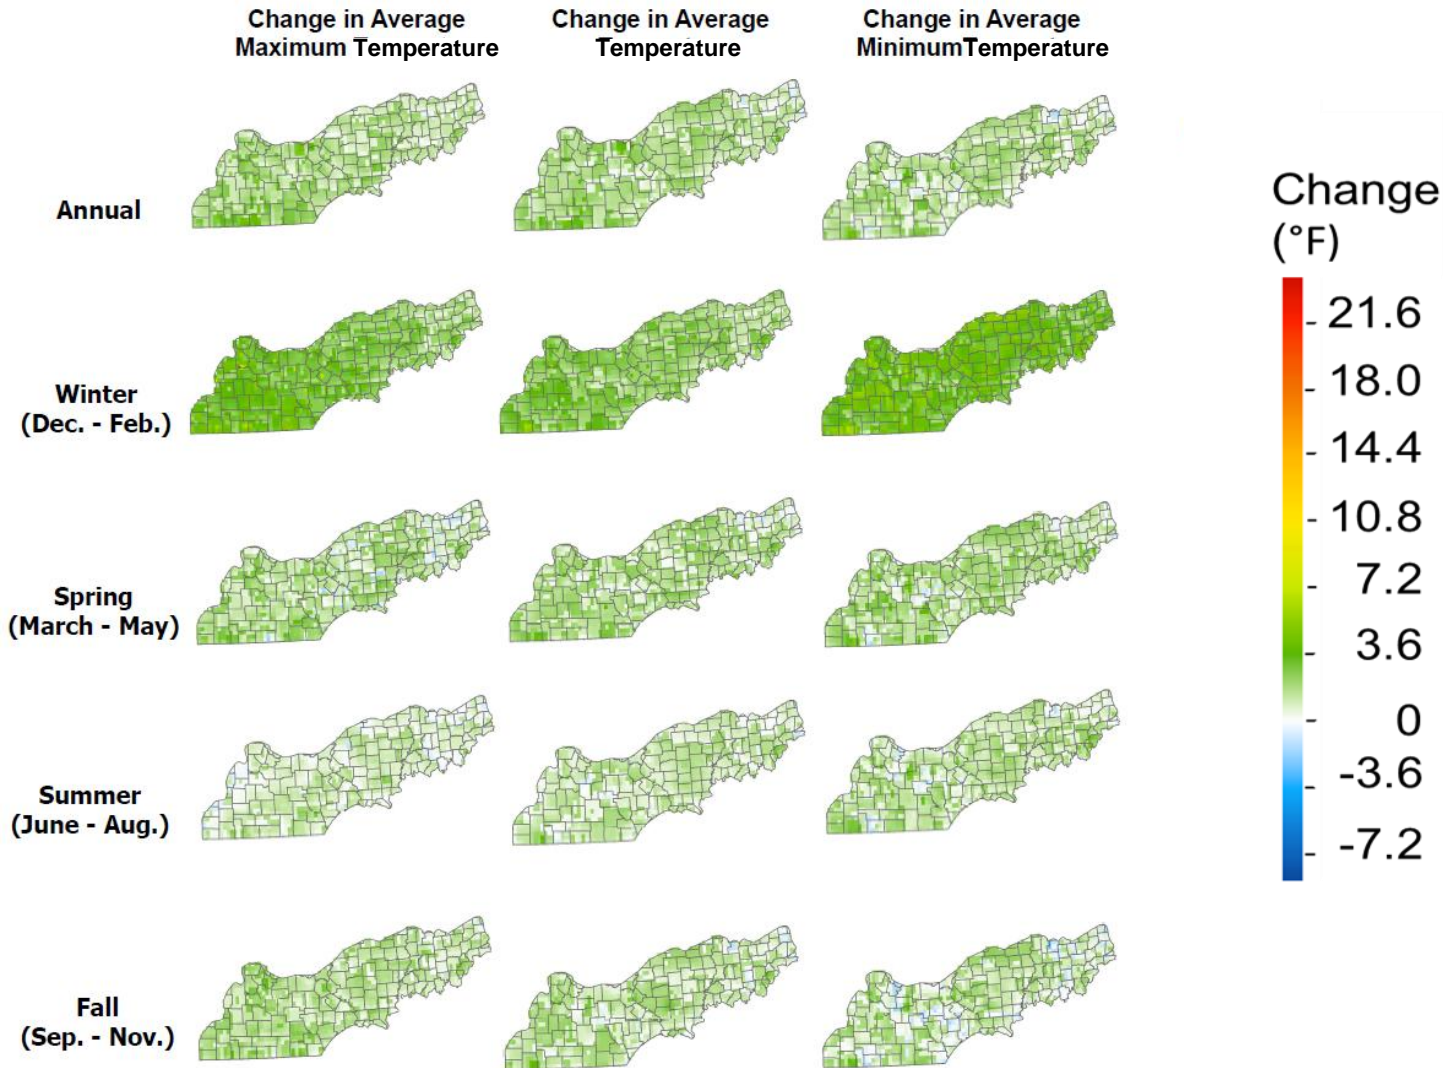 Change in Average
Maximum Temperature
Change in Average
Temperature
Change in Average
MinimumTemperature
Annual
Winter
(Dec. - Feb.)
Spring
(March - May)
Summer
(June - Aug.)
Fall
(Sep. - Nov.)
Change
(°F)
21.6
18.0
14.4
10.8
7.2
3.6
0
-3.6
-7.2